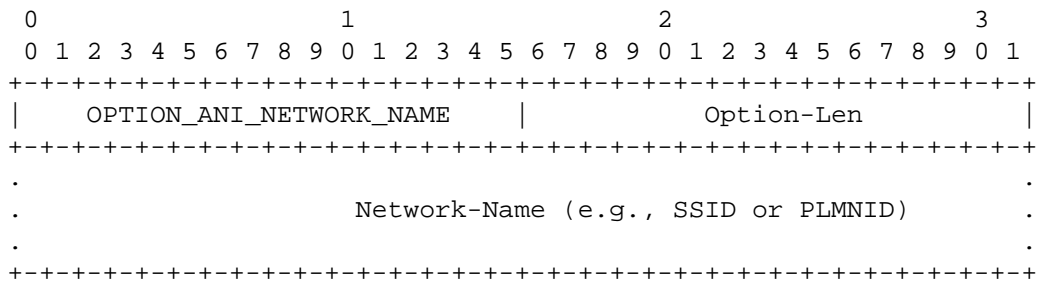 0                   1                   2                   3
 0 1 2 3 4 5 6 7 8 9 0 1 2 3 4 5 6 7 8 9 0 1 2 3 4 5 6 7 8 9 0 1
+-+-+-+-+-+-+-+-+-+-+-+-+-+-+-+-+-+-+-+-+-+-+-+-+-+-+-+-+-+-+-+-+
|    OPTION_ANI_NETWORK_NAME    |           Option-Len          |
+-+-+-+-+-+-+-+-+-+-+-+-+-+-+-+-+-+-+-+-+-+-+-+-+-+-+-+-+-+-+-+-+
.                                                               .
.                    Network-Name (e.g., SSID or PLMNID)        .
.                                                               .
+-+-+-+-+-+-+-+-+-+-+-+-+-+-+-+-+-+-+-+-+-+-+-+-+-+-+-+-+-+-+-+-+